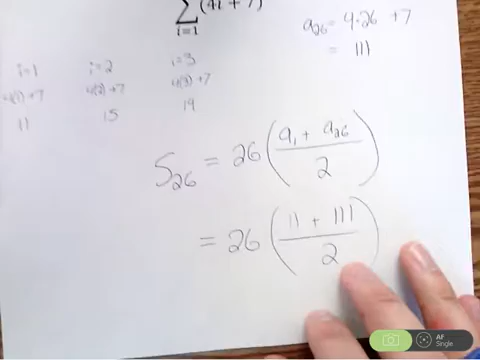 ∑ (4i + 7)
i=1
a₂₆ = 4·26 + 7
= 111
i=1
4(1)+7
11
i=2
4(2)+7
15
i=3
4(3)+7
19
S₂₆ = 26 ( (a₁ + a₂₆) / 2 )
= 26 ( (11 + 111) / 2 )
AF
Single